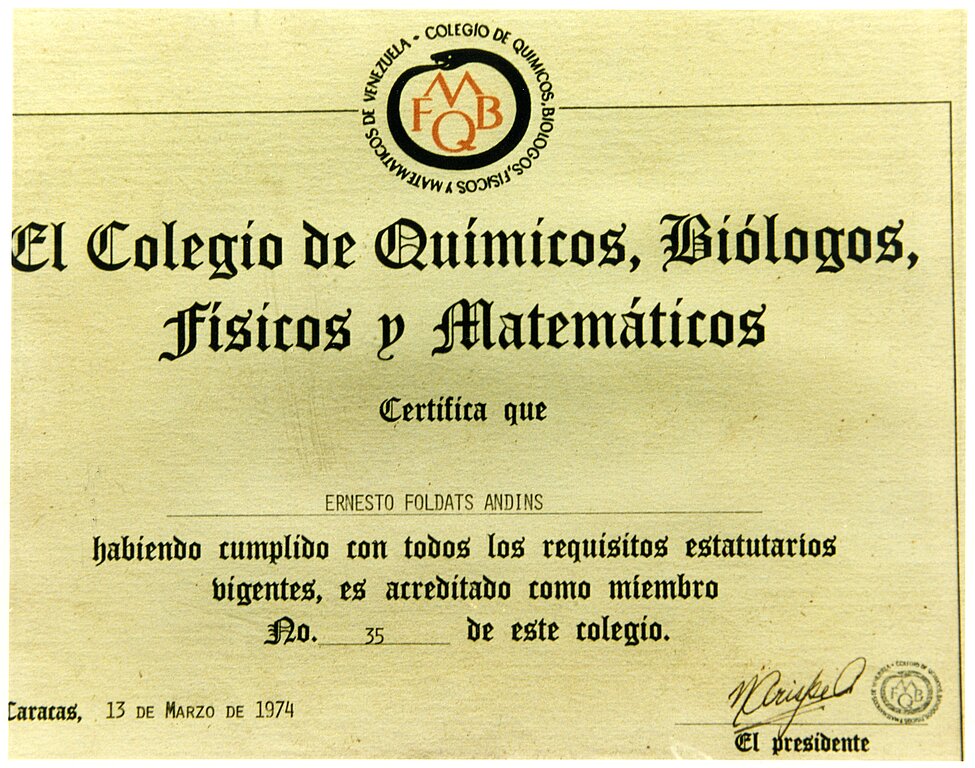 COLEGIO DE QUIMICOS, BIOLOGOS, FISICOS Y MATEMATICOS DE VENEZUELA -
M
F B
Q
El Colegio de Químicos, Biólogos,
Físicos y Matemáticos
Certifica que
ERNESTO FOLDATS ANDINS
habiendo cumplido con todos los requisitos estatutarios
vigentes, es acreditado como miembro
No. 35 de este colegio.
Caracas, 13 DE MARZO DE 1974
El presidente